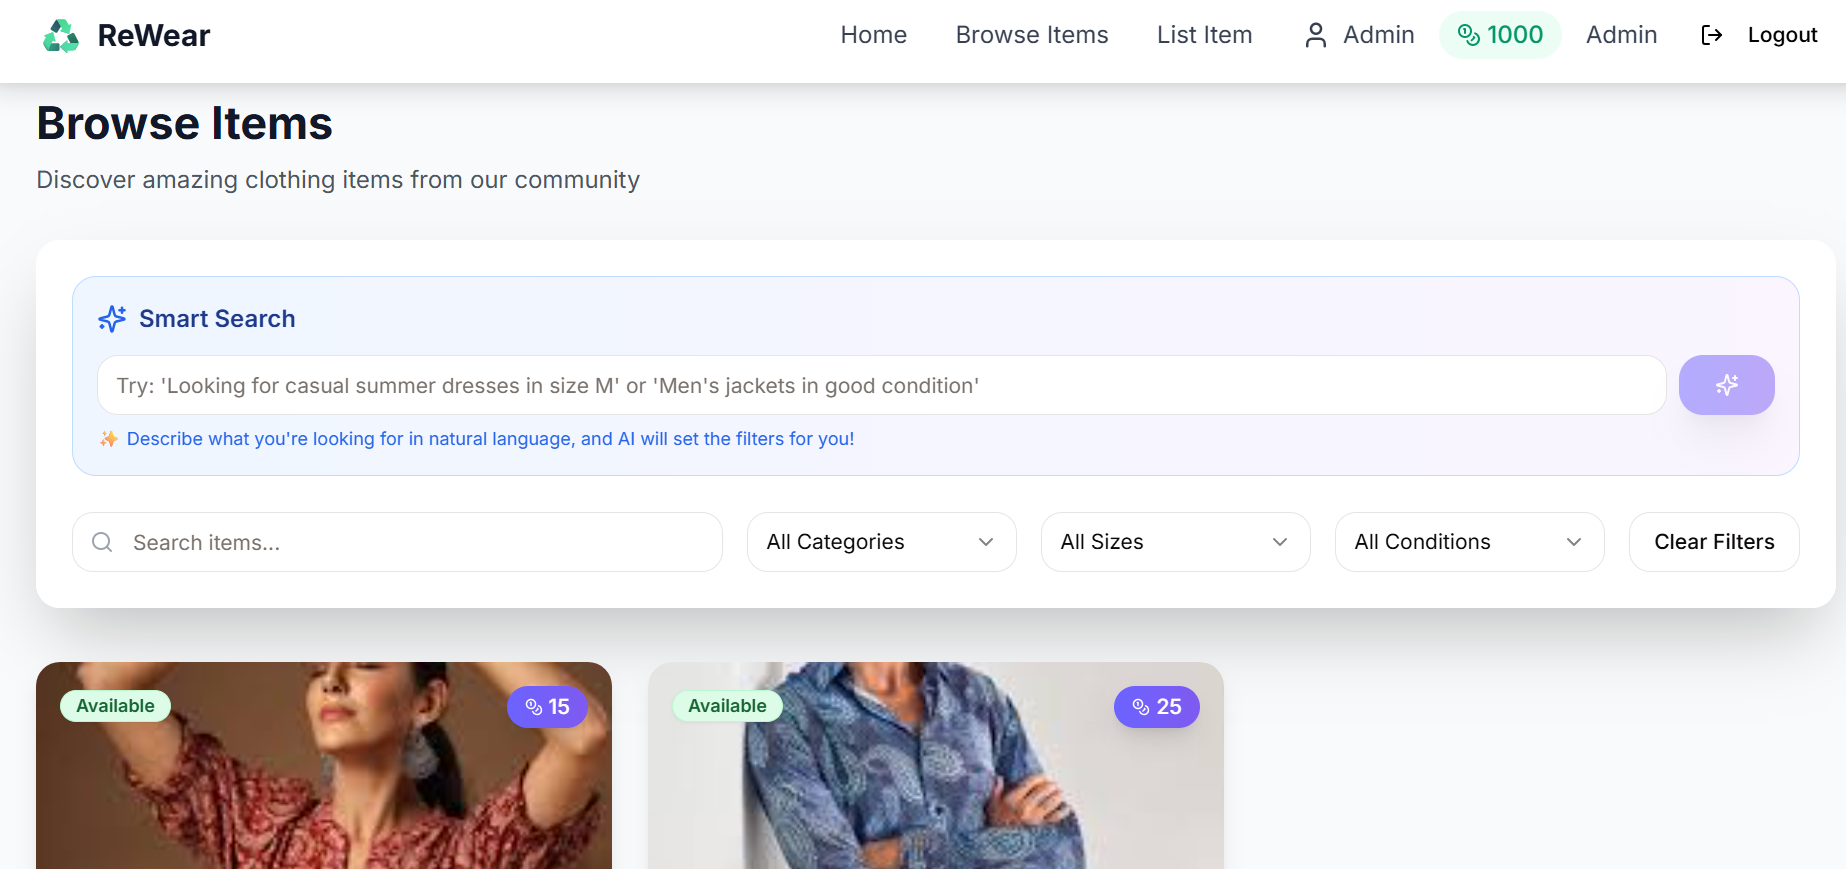 ReWear
Home Browse Items List Item Admin 1000 Admin Logout
Browse Items
Discover amazing clothing items from our community
Smart Search
Try: 'Looking for casual summer dresses in size M' or 'Men's jackets in good condition'
✨ Describe what you're looking for in natural language, and AI will set the filters for you!
Search items... All Categories All Sizes All Conditions Clear Filters
Available 15 Available 25